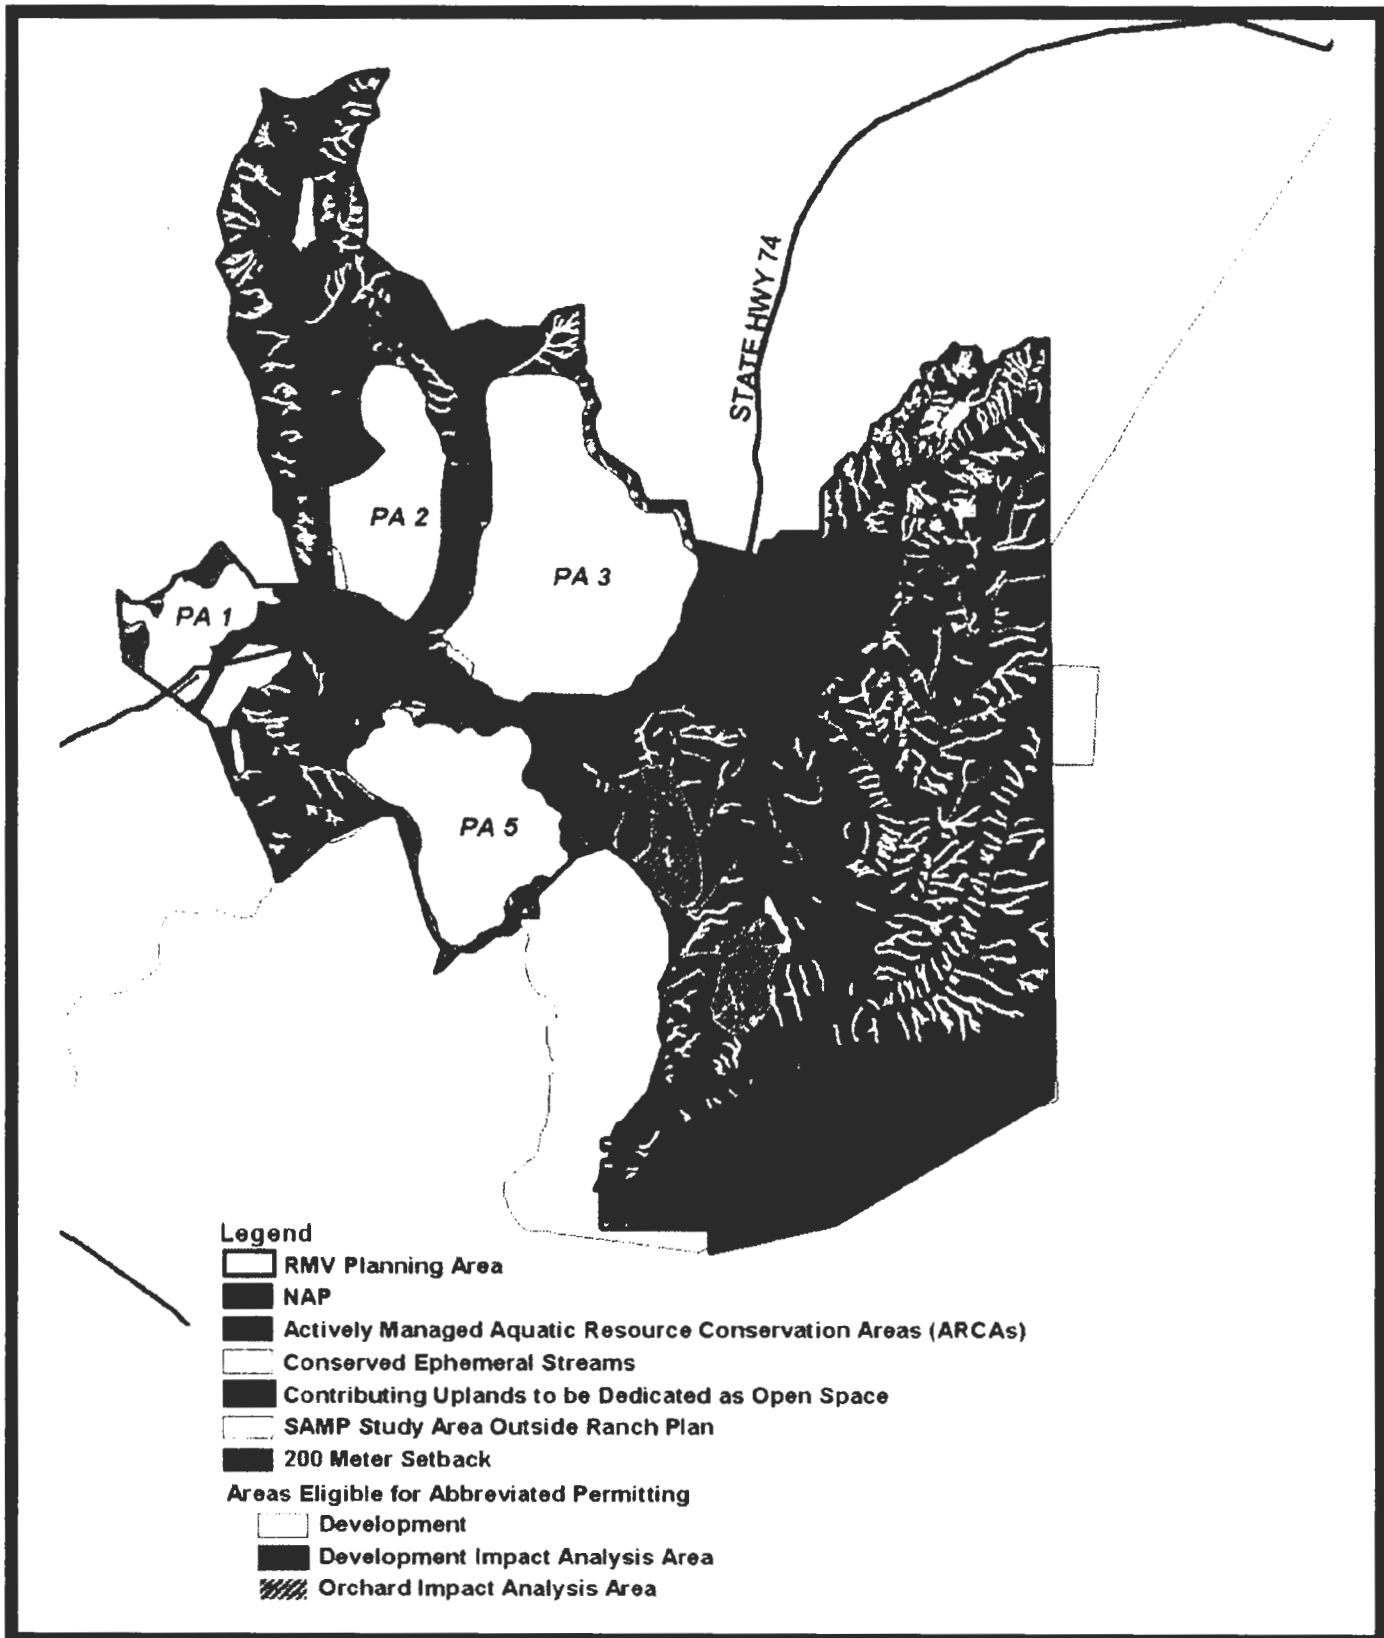 STATE HWY 74
PA 2
PA 3
PA 1
PA 5
Legend
RMV Planning Area
NAP
Actively Managed Aquatic Resource Conservation Areas (ARCAs)
Conserved Ephemeral Streams
Contributing Uplands to be Dedicated as Open Space
SAMP Study Area Outside Ranch Plan
200 Meter Setback
Areas Eligible for Abbreviated Permitting
Development
Development Impact Analysis Area
Orchard Impact Analysis Area